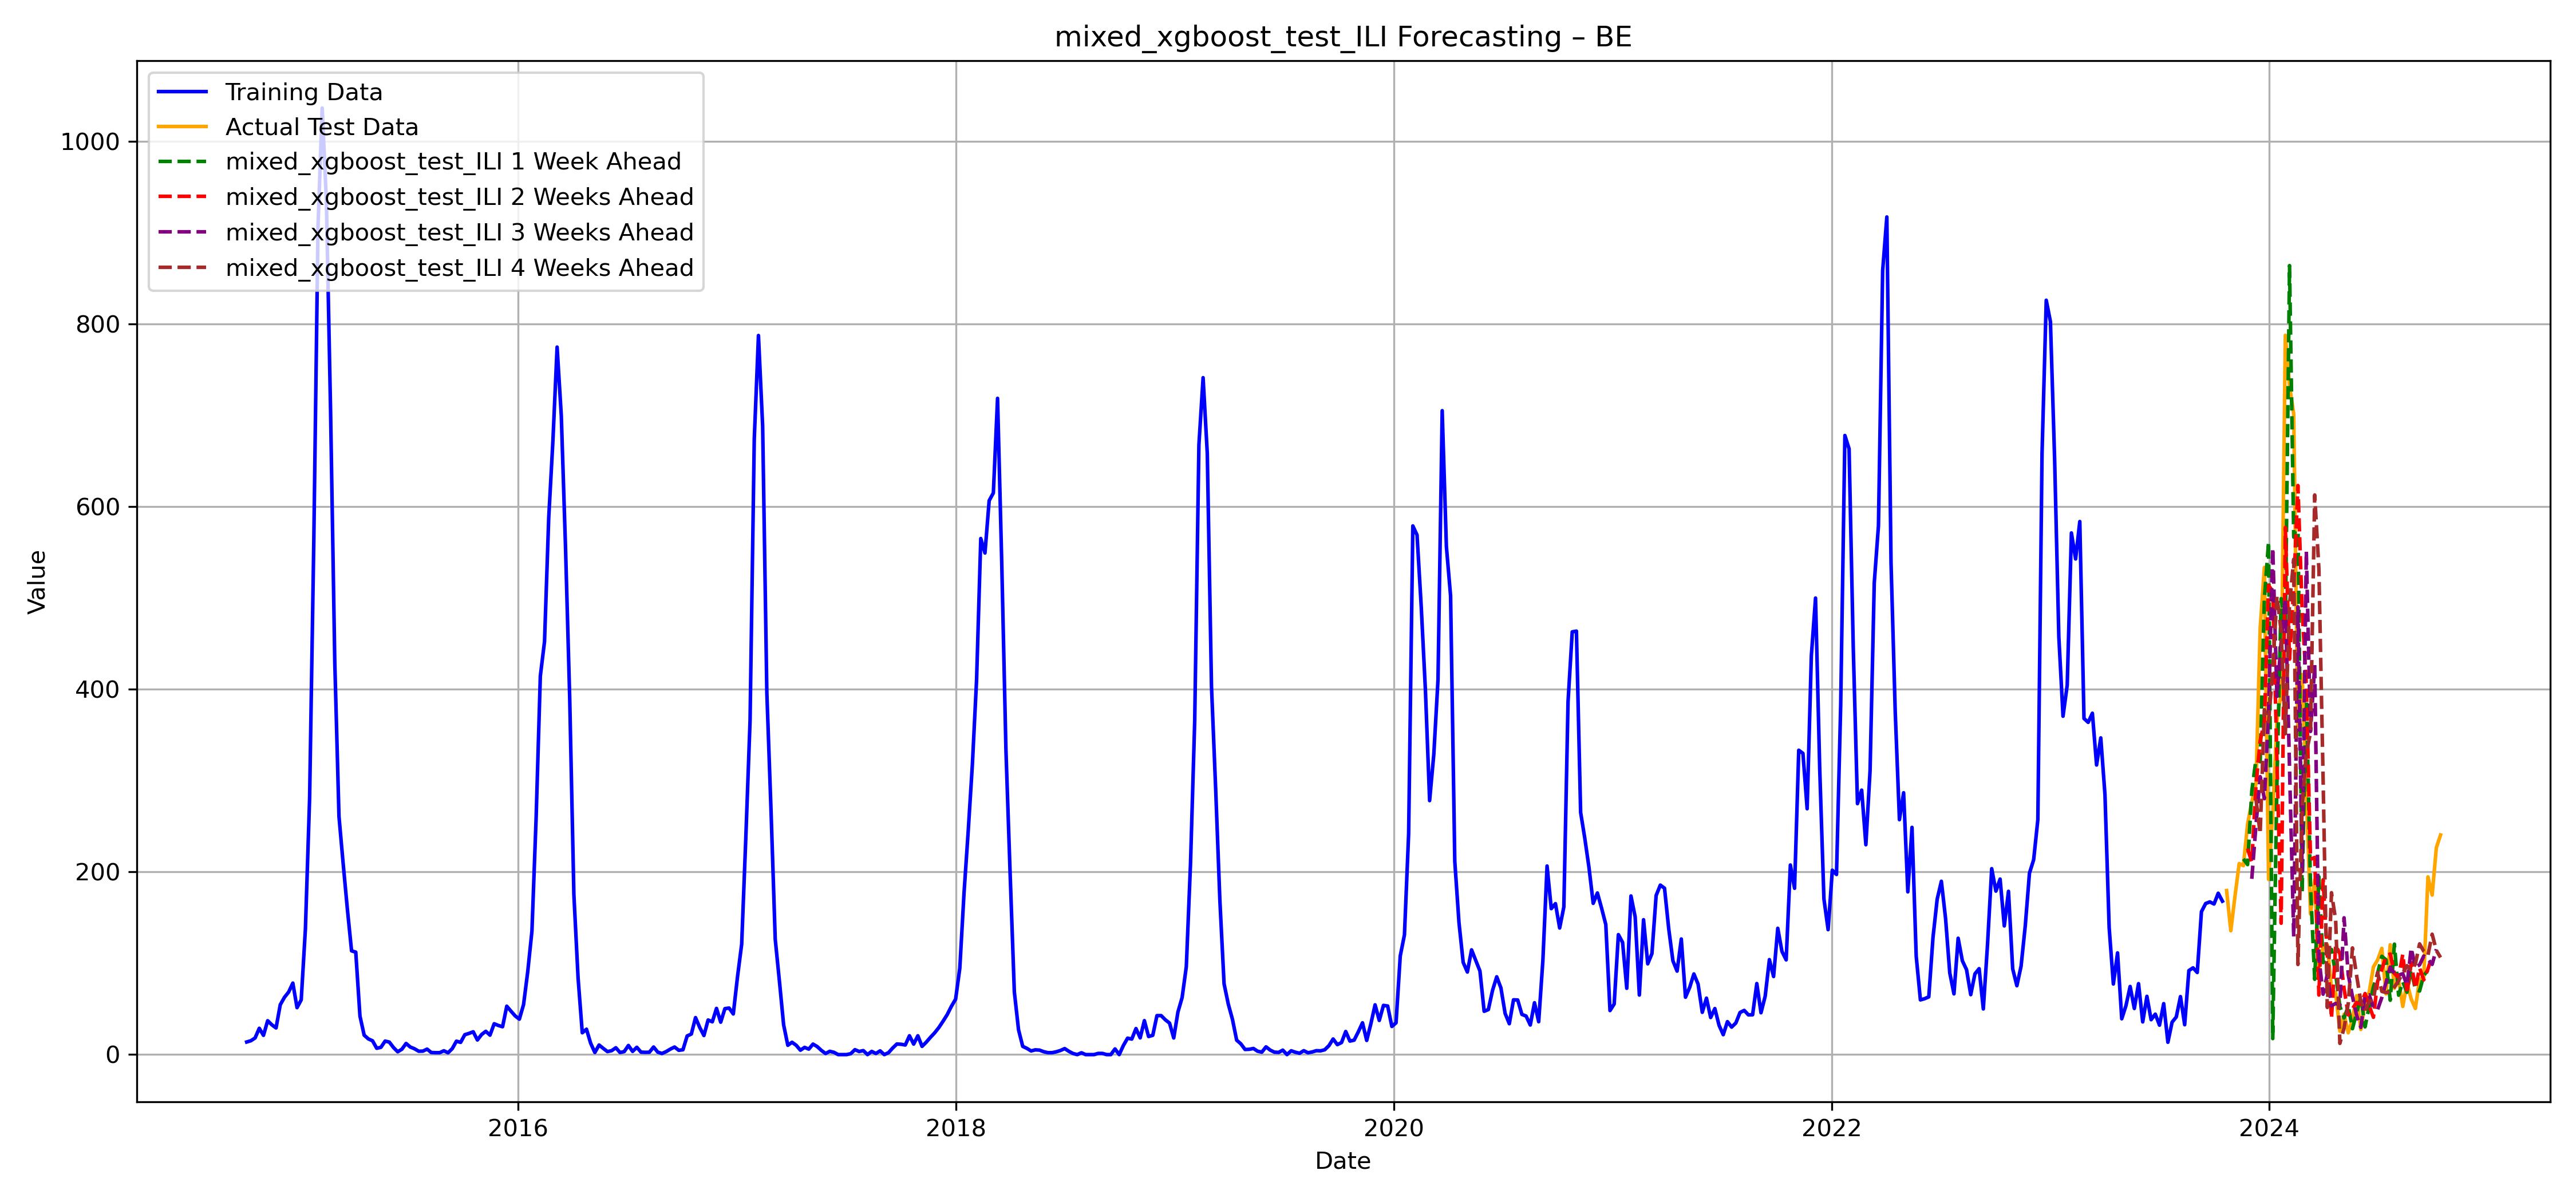 mixed_xgboost_test_ILI Forecasting – BE
Training Data
Actual Test Data
mixed_xgboost_test_ILI 1 Week Ahead
mixed_xgboost_test_ILI 2 Weeks Ahead
mixed_xgboost_test_ILI 3 Weeks Ahead
mixed_xgboost_test_ILI 4 Weeks Ahead
1000
800
600
400
200
0
Value
2016
2018
2020
2022
2024
Date